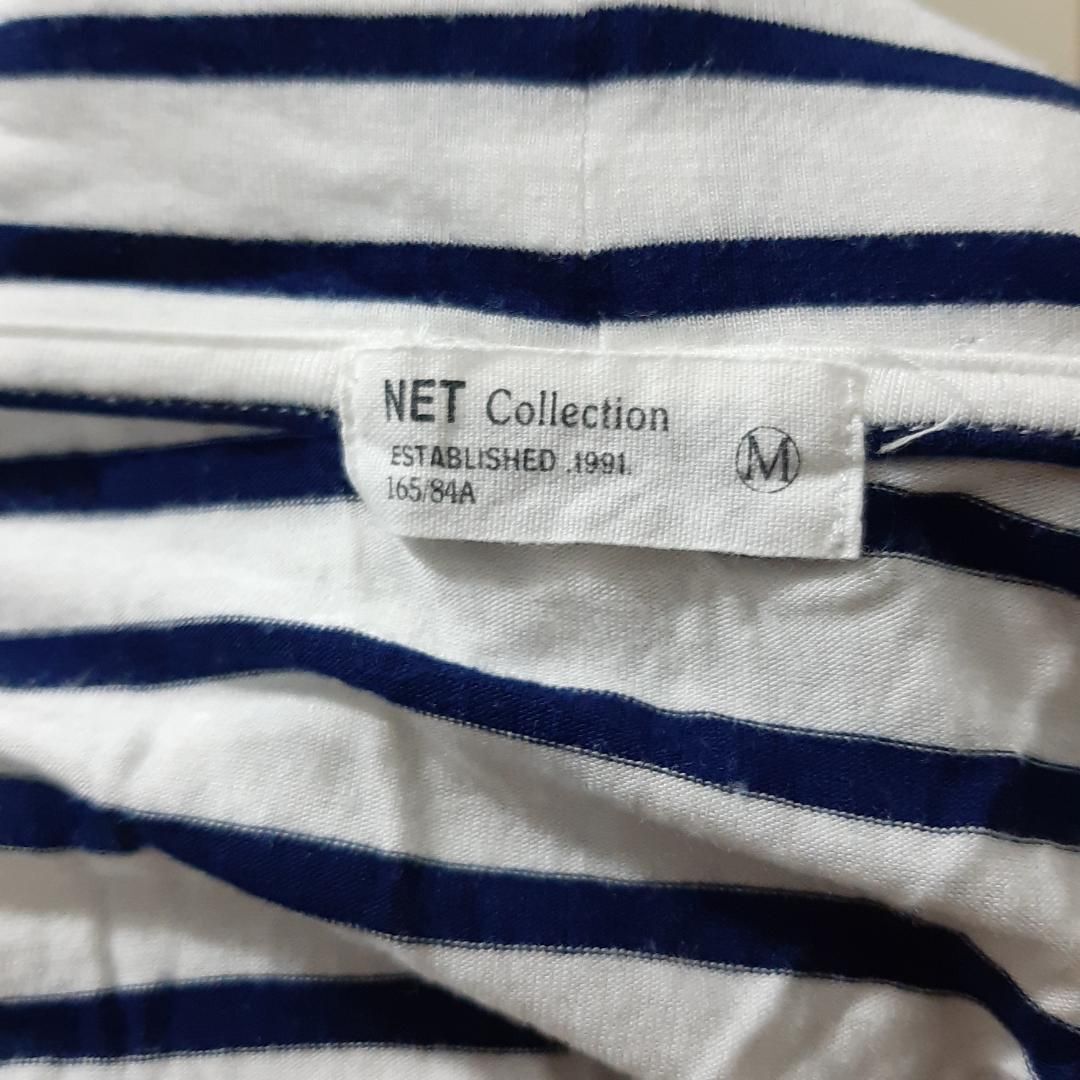 NET Collection
ESTABLISHED .1991.
165/84A
M